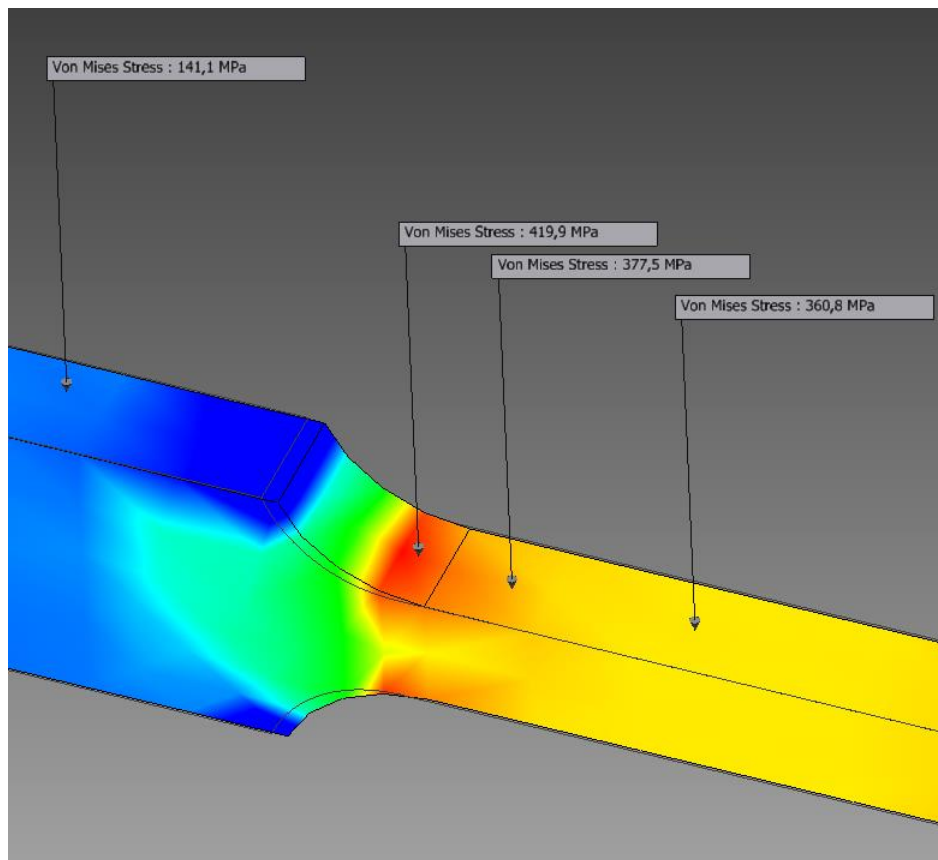 Von Mises Stress : 141,1 MPa
Von Mises Stress : 419,9 MPa
Von Mises Stress : 377,5 MPa
Von Mises Stress : 360,8 MPa